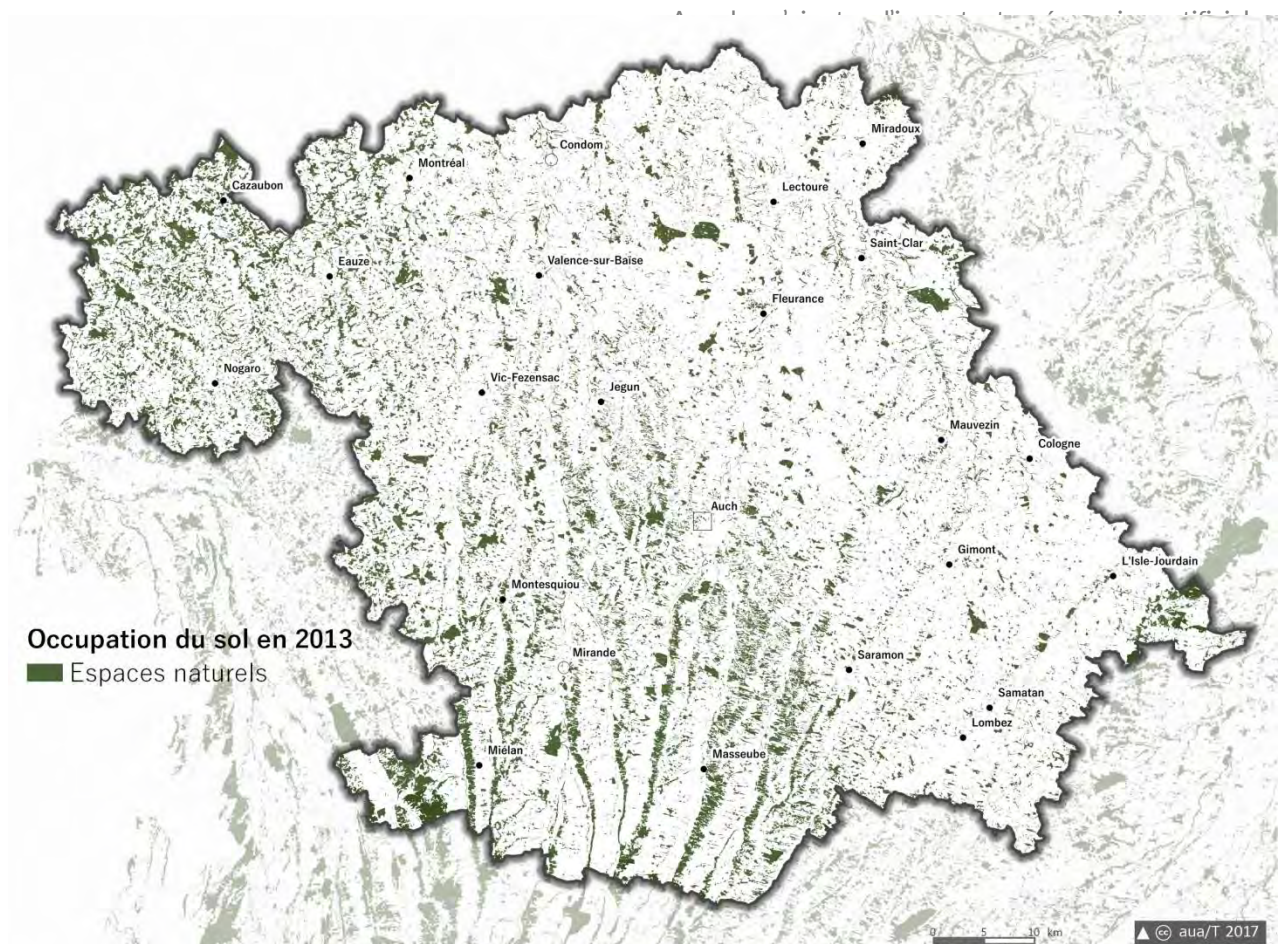 Miradoux
Condom
Montréal
Cazaubon
Lectoure
Saint-Clar
Eauze
Valence-sur-Baise
Fleurance
Nogaro
Vic-Fezensac
Jegun
Mauvezin
Cologne
Auch
Gimont
L'Isle-Jourdain
Montesquiou
Occupation du sol en 2013
Espaces naturels
Mirande
Saramon
Samatan
Lombez
Miélan
Masseube
0 5 10 km
▲ cc aua/T 2017